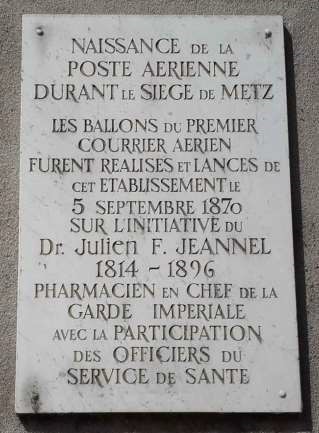 NAISSANCE DE LA
POSTE AERIENNE
DURANT LE SIEGE DE METZ
LES BALLONS DU PREMIER
COURRIER AERIEN
FURENT REALISES ET LANCES DE
CET ETABLISSEMENT LE
5 SEPTEMBRE 1870
SUR L'INITIATIVE DU
Dr. Julien F. JEANNEL
1814 - 1896
PHARMACIEN EN CHEF DE LA
GARDE IMPERIALE
AVEC LA PARTICIPATION
DES OFFICIERS DU
SERVICE DE SANTE